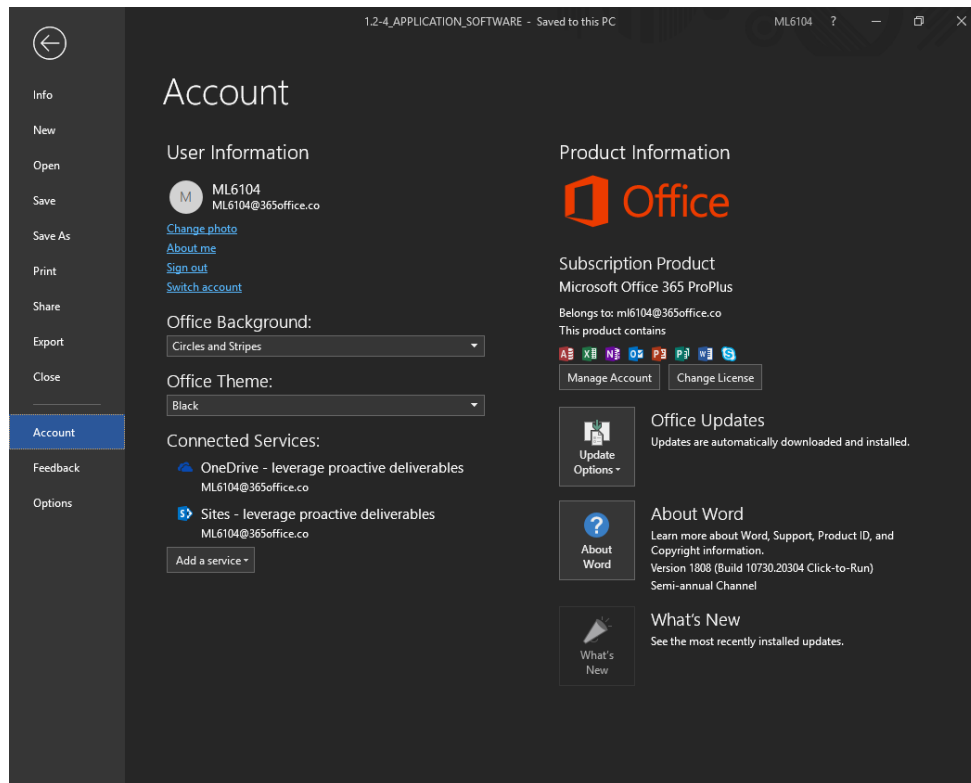 1.2-4_APPLICATION_SOFTWARE - Saved to this PC
ML6104 ?
Info
New
Open
Save
Save As
Print
Share
Export
Close
Account
Feedback
Options
Account
User Information
M
ML6104
ML6104@365office.co
Change photo
About me
Sign out
Switch account
Office Background:
Circles and Stripes
Office Theme:
Black
Connected Services:
OneDrive - leverage proactive deliverables
ML6104@365office.co
Sites - leverage proactive deliverables
ML6104@365office.co
Add a service
Product Information
Office
Subscription Product
Microsoft Office 365 ProPlus
Belongs to: ml6104@365office.co
This product contains
Manage Account
Change License
Update
Options
Office Updates
Updates are automatically downloaded and installed.
About
Word
About Word
Learn more about Word, Support, Product ID, and
Copyright information.
Version 1808 (Build 10730.20304 Click-to-Run)
Semi-annual Channel
What's
New
What's New
See the most recently installed updates.